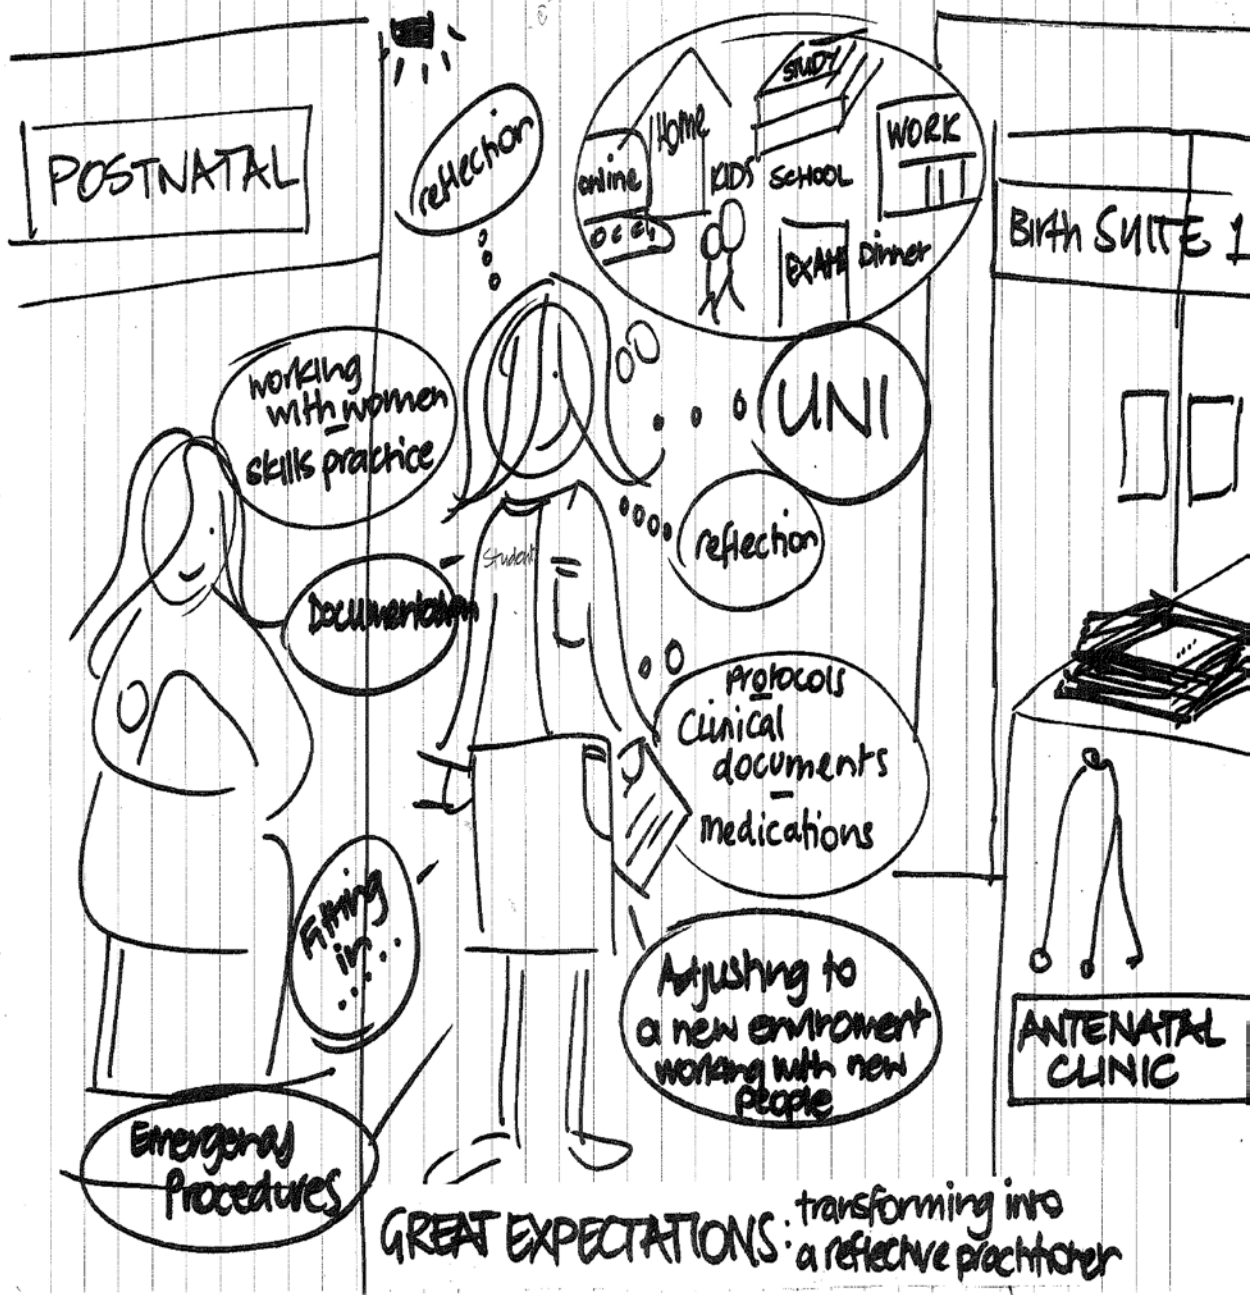 POSTNATAL
reflection
STUDY
Home
WORK
online
KIDS
SCHOOL
EXAMS
Dinner
Birth SUITE 1
working
with women
skills practice
UNI
reflection
Student
Documentation
Protocols
Clinical
documents
medications
Fitting
in....
Adjusting to
a new enviroment
working with new
people
ANTENATAL
CLINIC
Emergency
Procedures
GREAT EXPECTATIONS: transforming into
a reflective practitioner